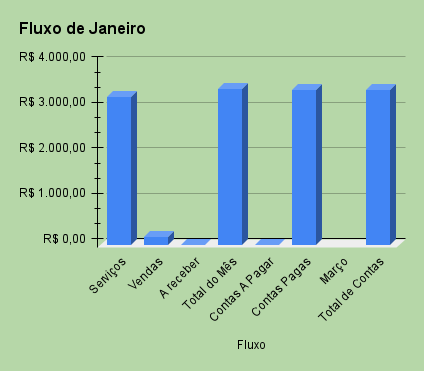 Fluxo de Janeiro
R$ 4.000,00
R$ 3.000,00
R$ 2.000,00
R$ 1.000,00
R$ 0,00
Serviços
Vendas
A receber
Total do Mês
Contas A Pagar
Contas Pagas
Março
Total de Contas
Fluxo